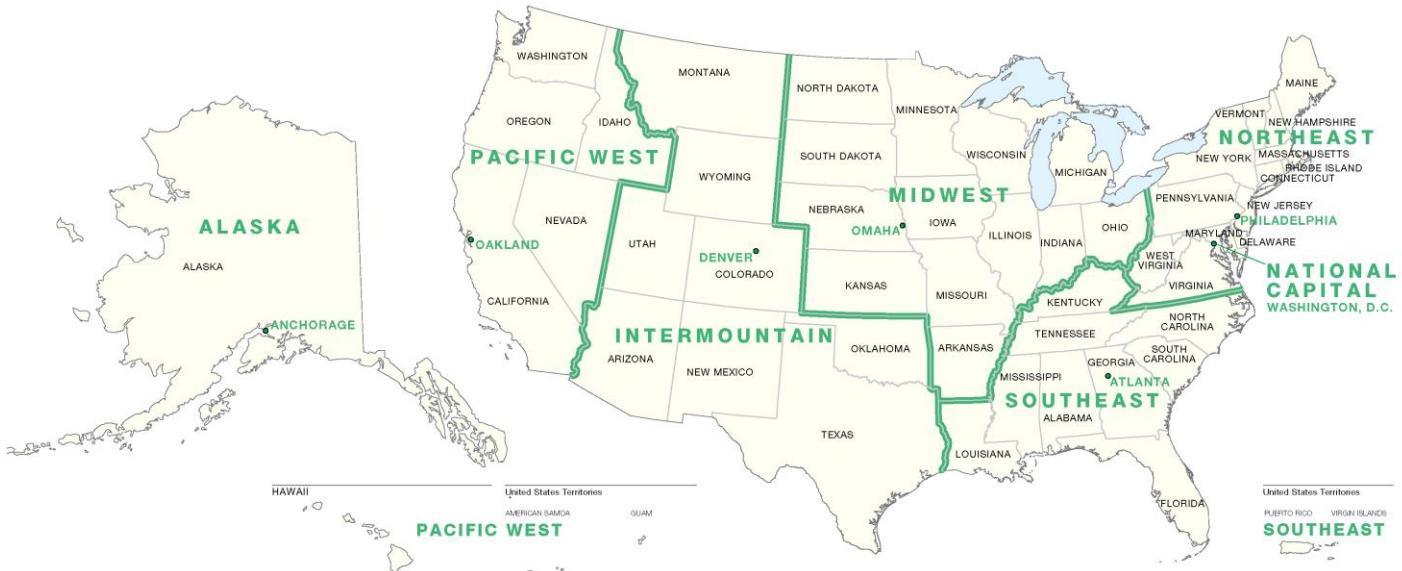 WASHINGTON
MONTANA
NORTH DAKOTA
MINNESOTA
MAINE
OREGON
IDAHO
VERMONT
NEW HAMPSHIRE
NORTHEAST
PACIFIC WEST
SOUTH DAKOTA
WISCONSIN
MICHIGAN
NEW YORK
MASSACHUSETTS
RHODE ISLAND
CONNECTICUT
WYOMING
MIDWEST
PENNSYLVANIA
NEW JERSEY
PHILADELPHIA
ALASKA
ALASKA
NEVADA
NEBRASKA
IOWA
OMAHA
OHIO
ILLINOIS
INDIANA
MARYLAND
DELAWARE
OAKLAND
UTAH
DENVER
COLORADO
WEST
VIRGINIA
NATIONAL
CAPITAL
WASHINGTON, D.C.
VIRGINIA
KANSAS
MISSOURI
KENTUCKY
CALIFORNIA
ANCHORAGE
INTERMOUNTAIN
NORTH
CAROLINA
TENNESSEE
ARIZONA
NEW MEXICO
OKLAHOMA
ARKANSAS
SOUTH
CAROLINA
GEORGIA
ATLANTA
MISSISSIPPI
SOUTHEAST
ALABAMA
TEXAS
LOUISIANA
FLORIDA
HAWAII
United States Territories
AMERICAN SAMOA
GUAM
PACIFIC WEST
United States Territories
PUERTO RICO
VIRGIN ISLANDS
SOUTHEAST